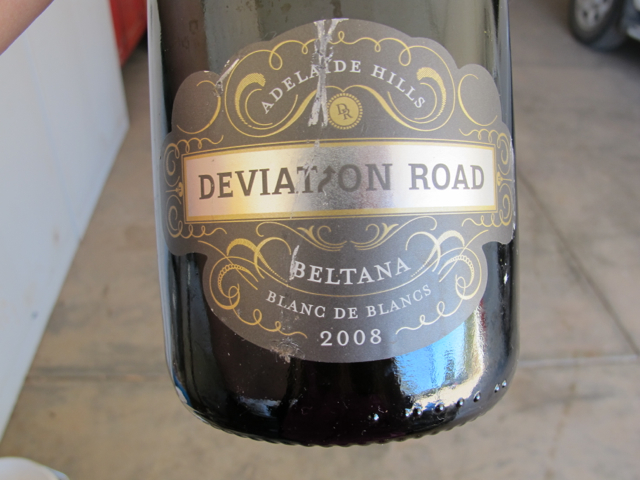 ADELAIDE HILLS
DR
DEVIATION ROAD
BELTANA
BLANC DE BLANCS
2008